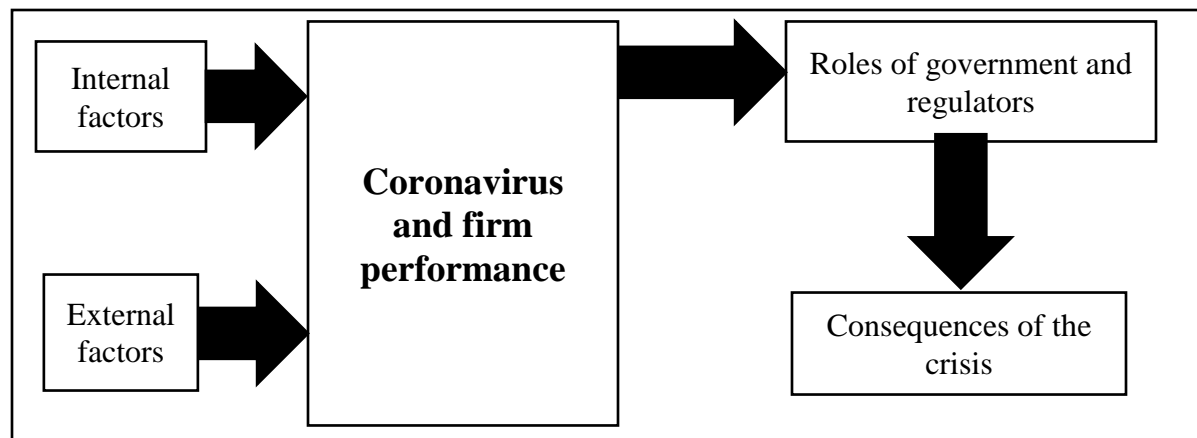 Internal
factors
External
factors
Coronavirus
and firm
performance
Roles of government and
regulators
Consequences of the
crisis